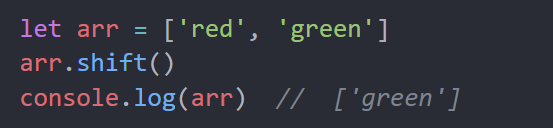 let arr = ['red', 'green']
arr.shift()
console.log(arr)  //  ['green']